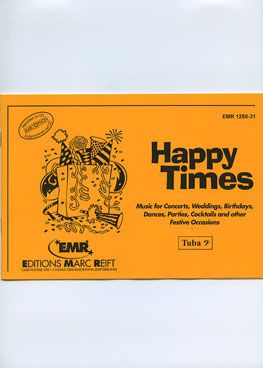 EMR 1280-31
Happy
Times
Music for Concerts, Weddings, Birthdays,
Dances, Parties, Cocktails and other
Festive Occasions
Tuba 𝄢
EMR
EDITIONS MARC REIFT